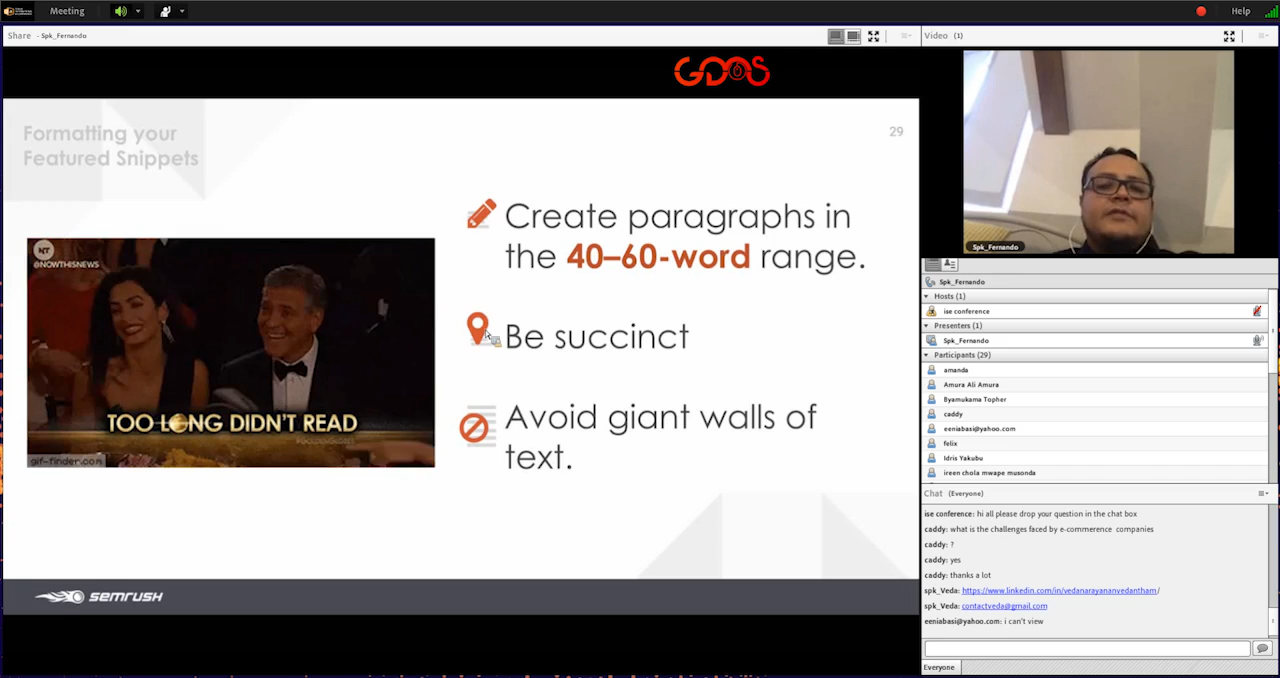 Meeting
Help
Share - Spk_Fernando
GDOS
Formatting your
Featured Snippets
29
NT
@NOWTHISNEWS
TOO LONG DIDN'T READ
#GOLDENGLOBES
gif-finder.com
Create paragraphs in
the 40–60-word range.
Be succinct
Avoid giant walls of
text.
semrush
Video (1)
Spk_Fernando
Spk_Fernando
Hosts (1)
ise conference
Presenters (1)
Spk_Fernando
Participants (29)
amanda
Amura Ali Amura
Byamukama Topher
caddy
eeniabasi@yahoo.com
felix
Idris Yakubu
ireen chola mwape musonda
Chat (Everyone)
ise conference: hi all please drop your question in the chat box
caddy: what is the challenges faced by e-commerence companies
caddy: ?
caddy: yes
caddy: thanks a lot
spk_Veda: https://www.linkedin.com/in/vedanarayananvedantham/
spk_Veda: contactveda@gmail.com
eeniabasi@yahoo.com: i can't view
Everyone